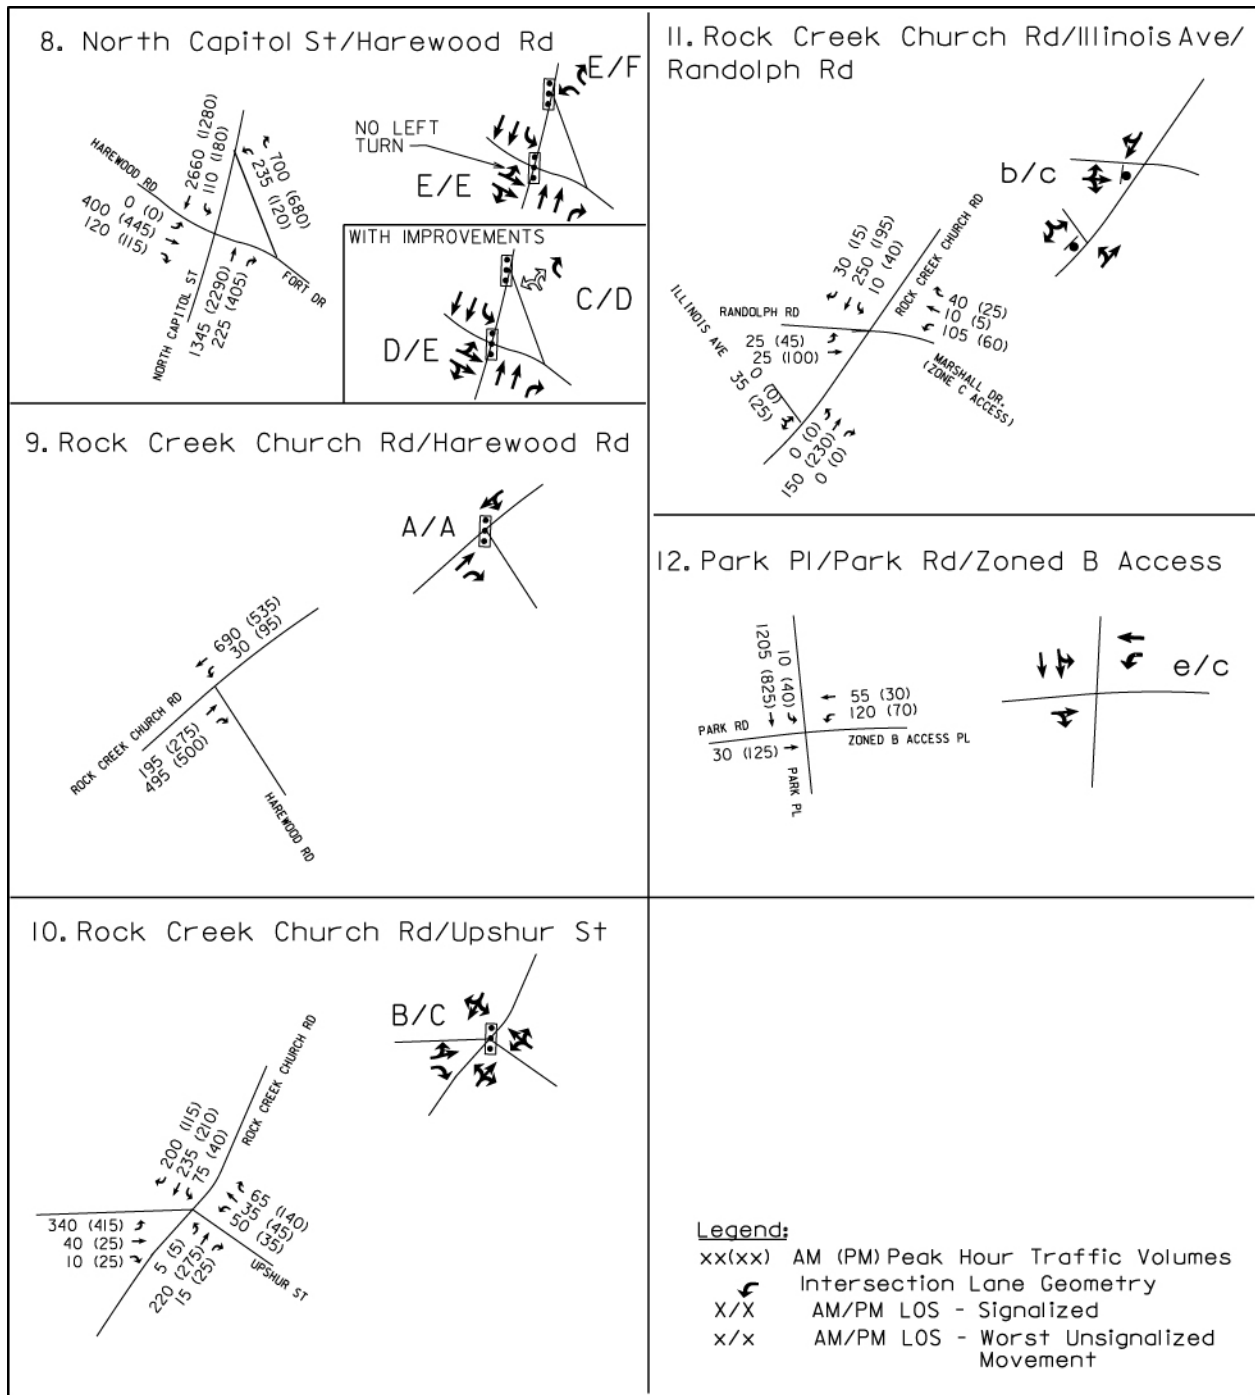 8. North Capitol St/Harewood Rd
E/F
NO LEFT
TURN
E/E
HAREWOOD RD
2660 (1280)
110 (180)
700 (680)
235 (120)
0 (0)
400 (445)
120 (115)
FORT DR
NORTH CAPITOL ST
1345 (2290)
225 (405)
WITH IMPROVEMENTS
C/D
D/E
9. Rock Creek Church Rd/Harewood Rd
A/A
690 (535)
30 (95)
ROCK CREEK CHURCH RD
195 (275)
495 (500)
HAREWOOD RD
10. Rock Creek Church Rd/Upshur St
B/C
ROCK CREEK CHURCH RD
200 (115)
235 (210)
75 (40)
340 (415)
40 (25)
10 (25)
65 (140)
535 (45)
50 (35)
UPSHUR ST
5 (5)
220 (275)
15 (25)
11. Rock Creek Church Rd/Illinois Ave/
Randolph Rd
b/c
30 (15)
250 (195)
10 (40)
ROCK CREEK CHURCH RD
ILLINOIS AVE
RANDOLPH RD
25 (45)
25 (100)
40 (25)
10 (5)
105 (60)
MARSHALL DR.
(ZONE C ACCESS)
0 (0)
35 (25)
0 (0)
150 (230)
0 (0)
12. Park Pl/Park Rd/Zoned B Access
e/c
1205 (825)
10 (40)
55 (30)
120 (70)
PARK RD
30 (125)
ZONED B ACCESS PL
PARK PL
Legend:
xx(xx) AM (PM) Peak Hour Traffic Volumes
Intersection Lane Geometry
X/X AM/PM LOS - Signalized
x/x AM/PM LOS - Worst Unsignalized
Movement